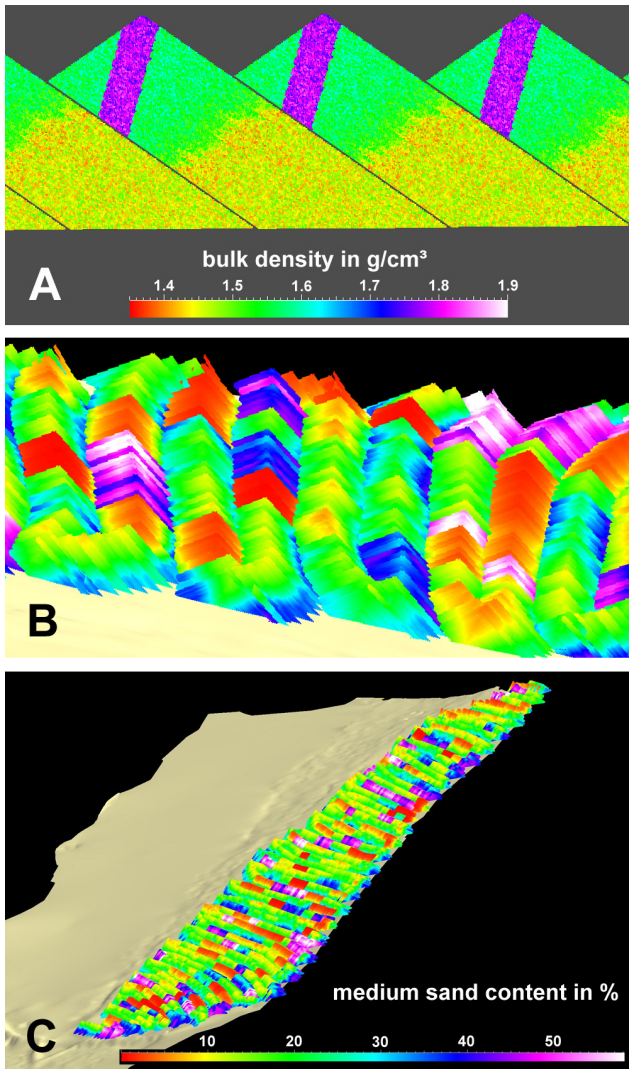 bulk density in g/cm³
A
1.4 1.5 1.6 1.7 1.8 1.9
B
medium sand content in %
C
10 20 30 40 50